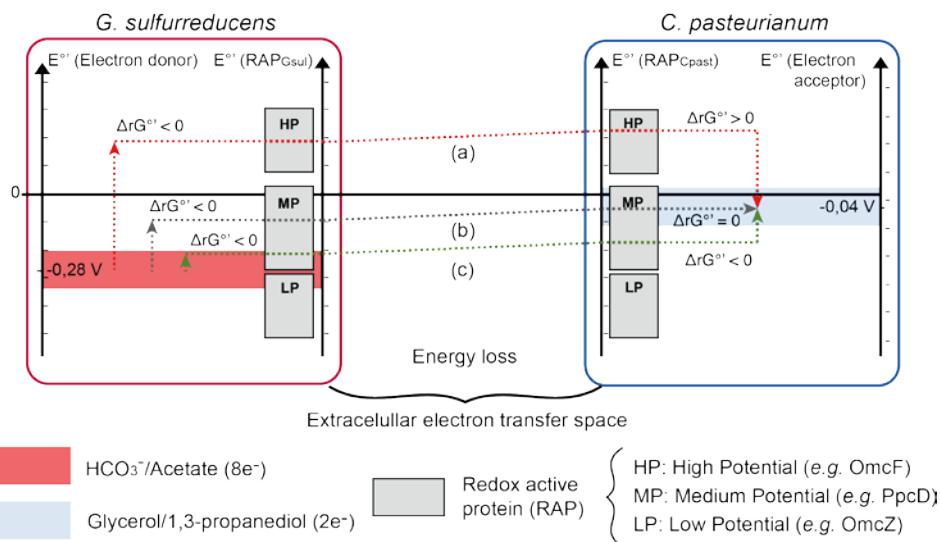 G. sulfurreducens
C. pasteurianum
E°' (Electron donor)
E°' (RAPGsul)
E°' (RAPCpast)
E°' (Electron
acceptor)
ΔrG°' < 0
HP
HP
ΔrG°' > 0
(a)
0
ΔrG°' < 0
MP
MP
-0,04 V
ΔrG°' = 0
(b)
ΔrG°' < 0
(c)
-0,28 V
ΔrG°' < 0
LP
LP
Energy loss
Extracelullar electron transfer space
HCO3⁻/Acetate (8e⁻)
Glycerol/1,3-propanediol (2e⁻)
Redox active
protein (RAP)
HP: High Potential (e.g. OmcF)
MP: Medium Potential (e.g. PpcD)
LP: Low Potential (e.g. OmcZ)